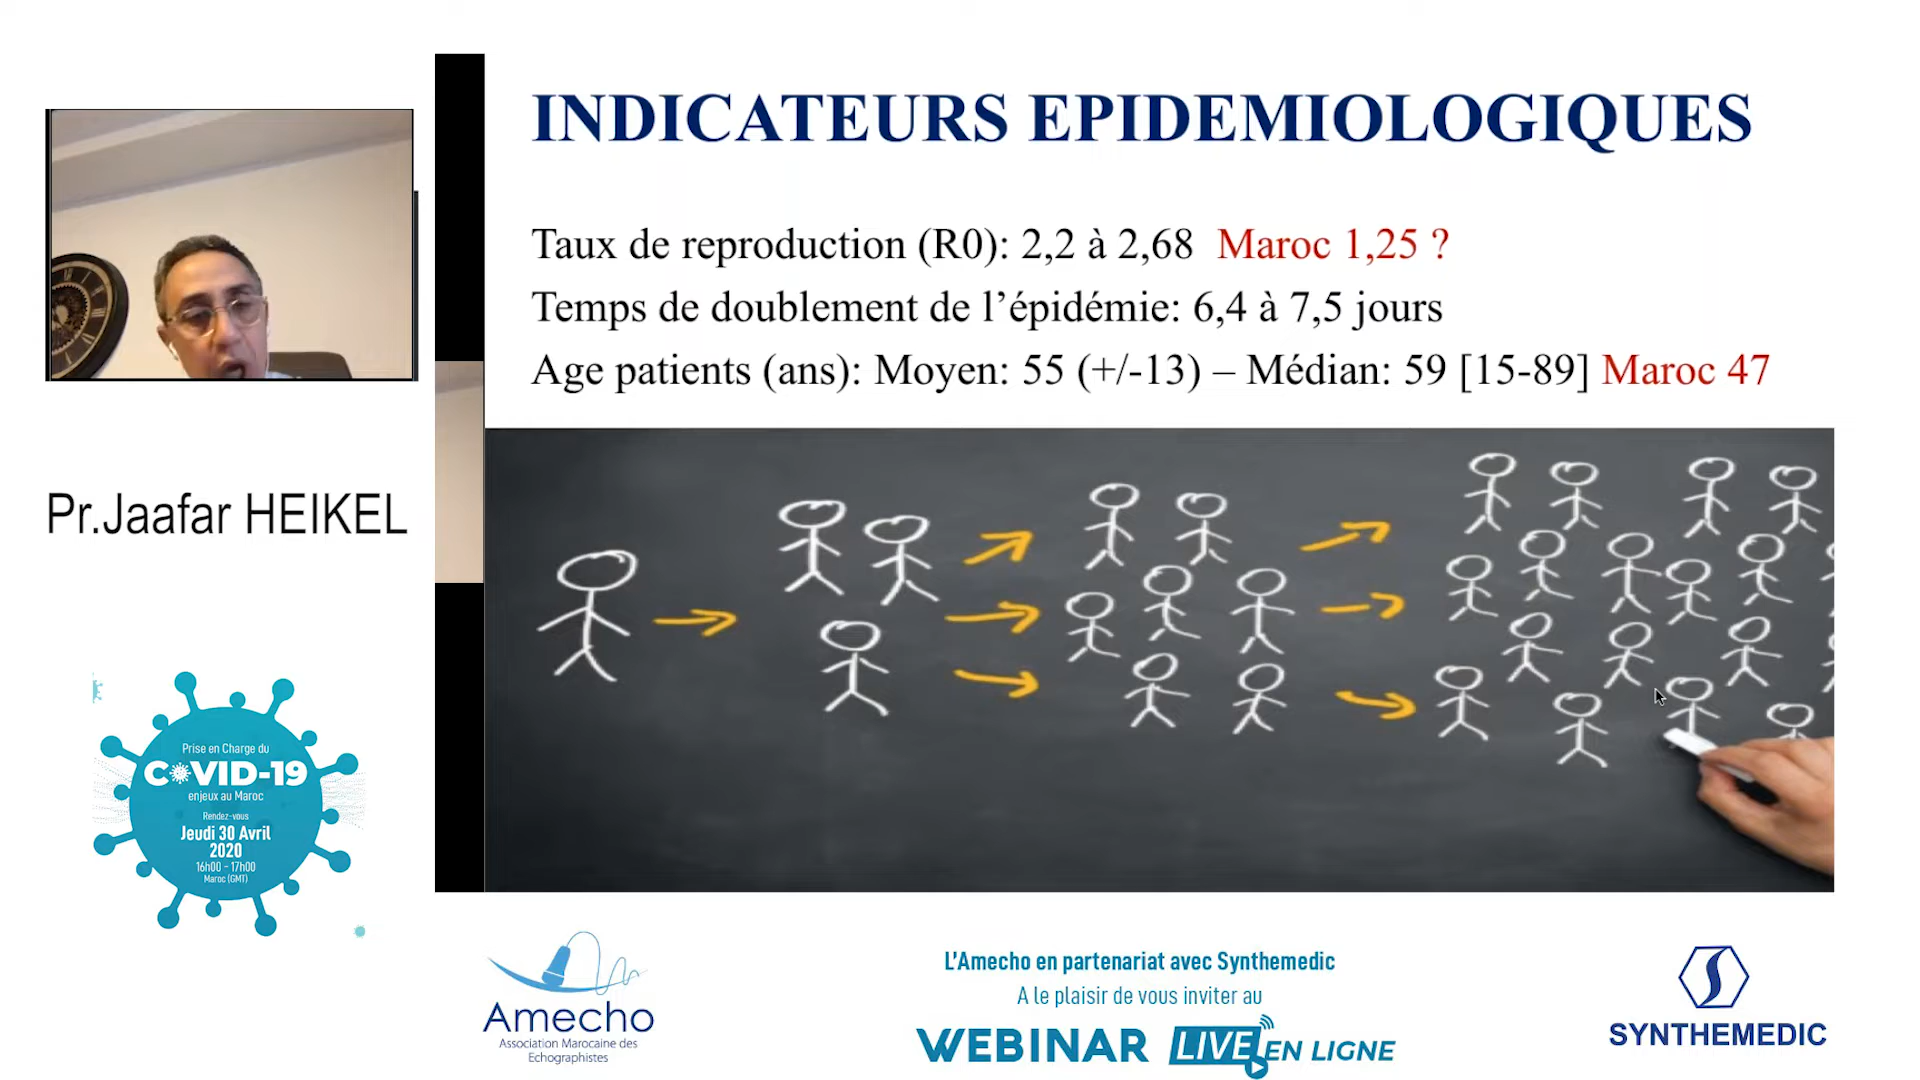 INDICATEURS EPIDEMIOLOGIQUES
Taux de reproduction (R0): 2,2 à 2,68 Maroc 1,25 ?
Temps de doublement de l’épidémie: 6,4 à 7,5 jours
Age patients (ans): Moyen: 55 (+/-13) – Médian: 59 [15-89] Maroc 47
Pr.Jaafar HEIKEL
Prise en Charge du
COVID-19
enjeux au Maroc
Rendez-vous
Jeudi 30 Avril
2020
16h00 - 17h00
Maroc (GMT)
Amecho
Association Marocaine des
Echographistes
L'Amecho en partenariat avec Synthemedic
A le plaisir de vous inviter au
WEBINAR LIVE EN LIGNE
SYNTHEMEDIC